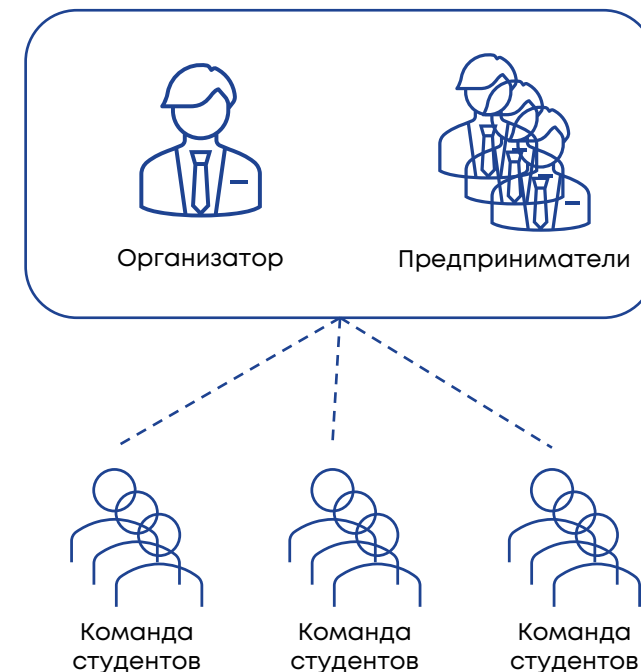 Организатор
Предприниматели
Команда
студентов
Команда
студентов
Команда
студентов